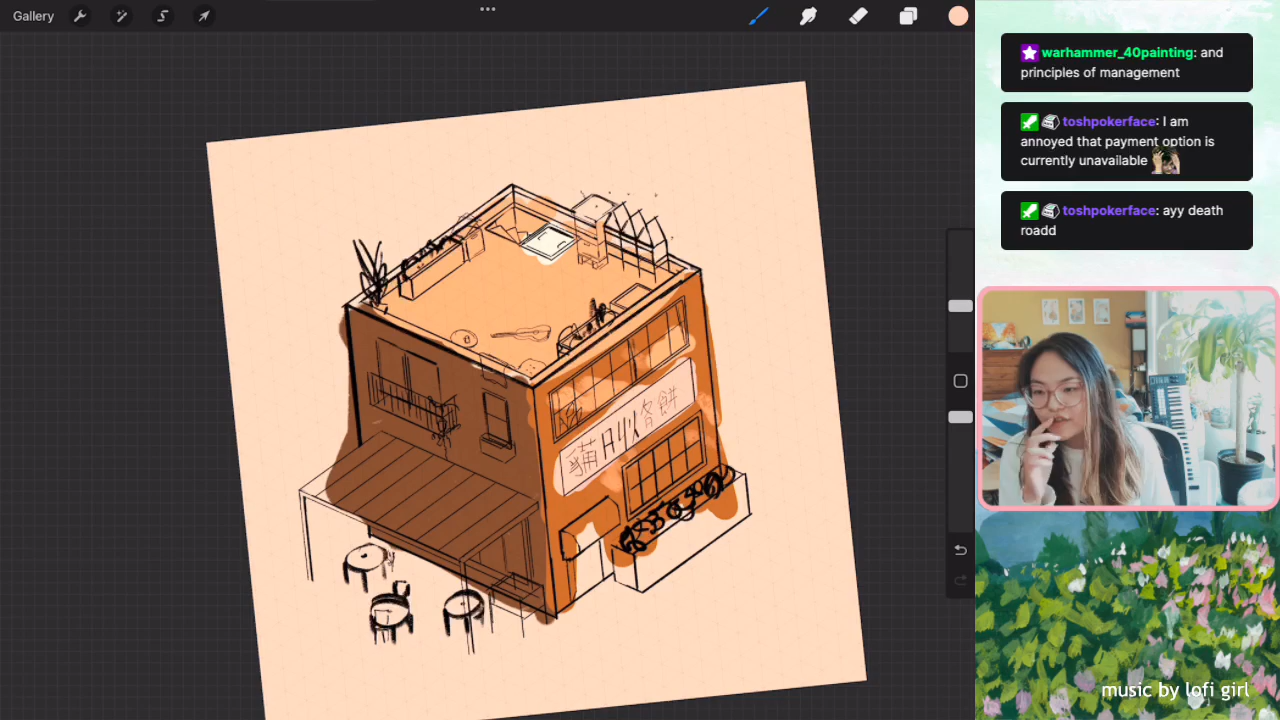 Gallery
warhammer_40painting: and
principles of management
toshpokerface: I am
annoyed that payment option is
currently unavailable
toshpokerface: ayy death
roadd
music by lofi girl